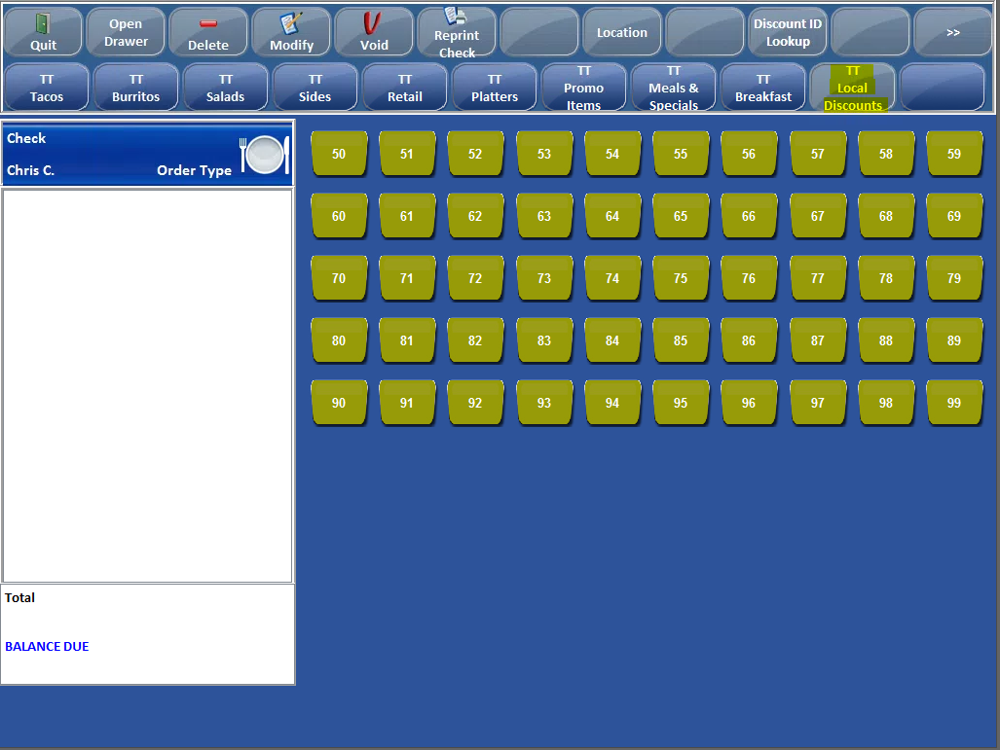 Quit
Open
Drawer
Delete
Modify
Void
Reprint
Check
Location
Discount ID
Lookup
>>
TT
Tacos
TT
Burritos
TT
Salads
TT
Sides
TT
Retail
TT
Platters
TT
Promo
Items
TT
Meals &
Specials
TT
Breakfast
TT
Local
Discounts
Check
Chris C.
Order Type
50 51 52 53 54 55 56 57 58 59
60 61 62 63 64 65 66 67 68 69
70 71 72 73 74 75 76 77 78 79
80 81 82 83 84 85 86 87 88 89
90 91 92 93 94 95 96 97 98 99
Total
BALANCE DUE